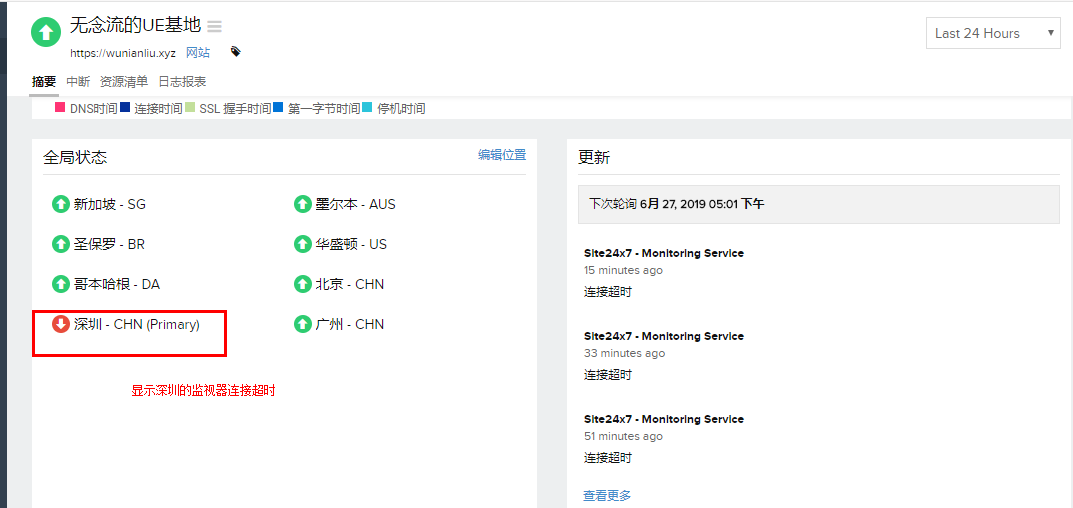 无念流的UE基地
https://wunianliu.xyz 网站
Last 24 Hours
摘要 中断 资源清单 日志报表
DNS时间 连接时间 SSL 握手时间 第一字节时间 停机时间
全局状态 编辑位置
新加坡 - SG 墨尔本 - AUS
圣保罗 - BR 华盛顿 - US
哥本哈根 - DA 北京 - CHN
深圳 - CHN (Primary) 广州 - CHN
显示深圳的监视器连接超时
更新
下次轮询 6月 27, 2019 05:01 下午
Site24x7 - Monitoring Service
15 minutes ago
连接超时
Site24x7 - Monitoring Service
33 minutes ago
连接超时
Site24x7 - Monitoring Service
51 minutes ago
连接超时
查看更多